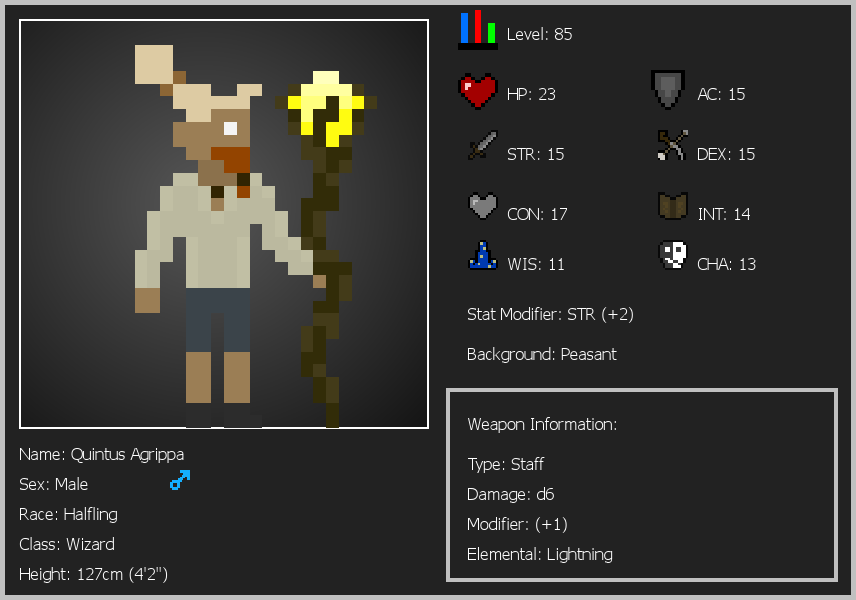 Level: 85
HP: 23
AC: 15
STR: 15
DEX: 15
CON: 17
INT: 14
WIS: 11
CHA: 13
Stat Modifier: STR (+2)
Background: Peasant
Weapon Information:
Type: Staff
Damage: d6
Modifier: (+1)
Elemental: Lightning
Name: Quintus Agrippa
Sex: Male
Race: Halfling
Class: Wizard
Height: 127cm (4'2")